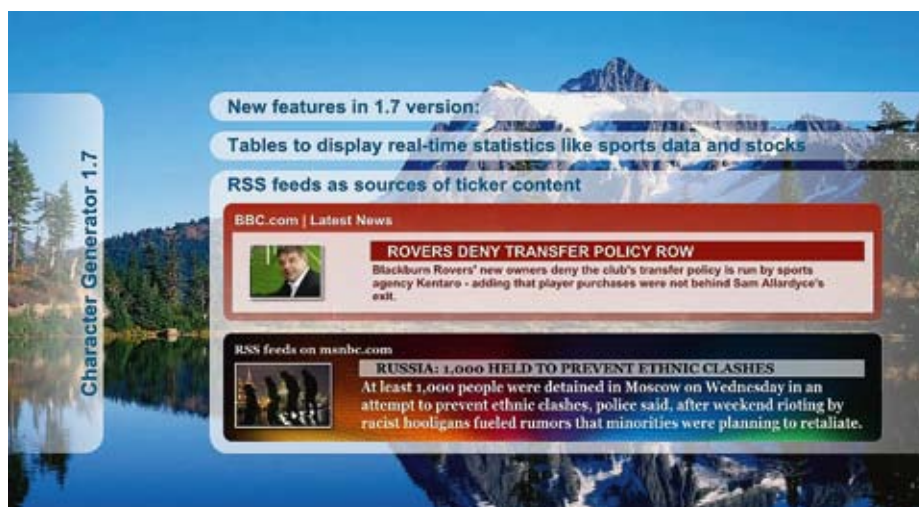 Character Generator 1.7
New features in 1.7 version:
Tables to display real-time statistics like sports data and stocks
RSS feeds as sources of ticker content
BBC.com | Latest News
ROVERS DENY TRANSFER POLICY ROW
Blackburn Rovers' new owners deny the club's transfer policy is run by sports
agency Kentaro - adding that player purchases were not behind Sam Allardyce's
exit.
RSS feeds on msnbc.com
RUSSIA: 1,000 HELD TO PREVENT ETHNIC CLASHES
At least 1,000 people were detained in Moscow on Wednesday in an
attempt to prevent ethnic clashes, police said, after weekend rioting by
racist hooligans fueled rumors that minorities were planning to retaliate.